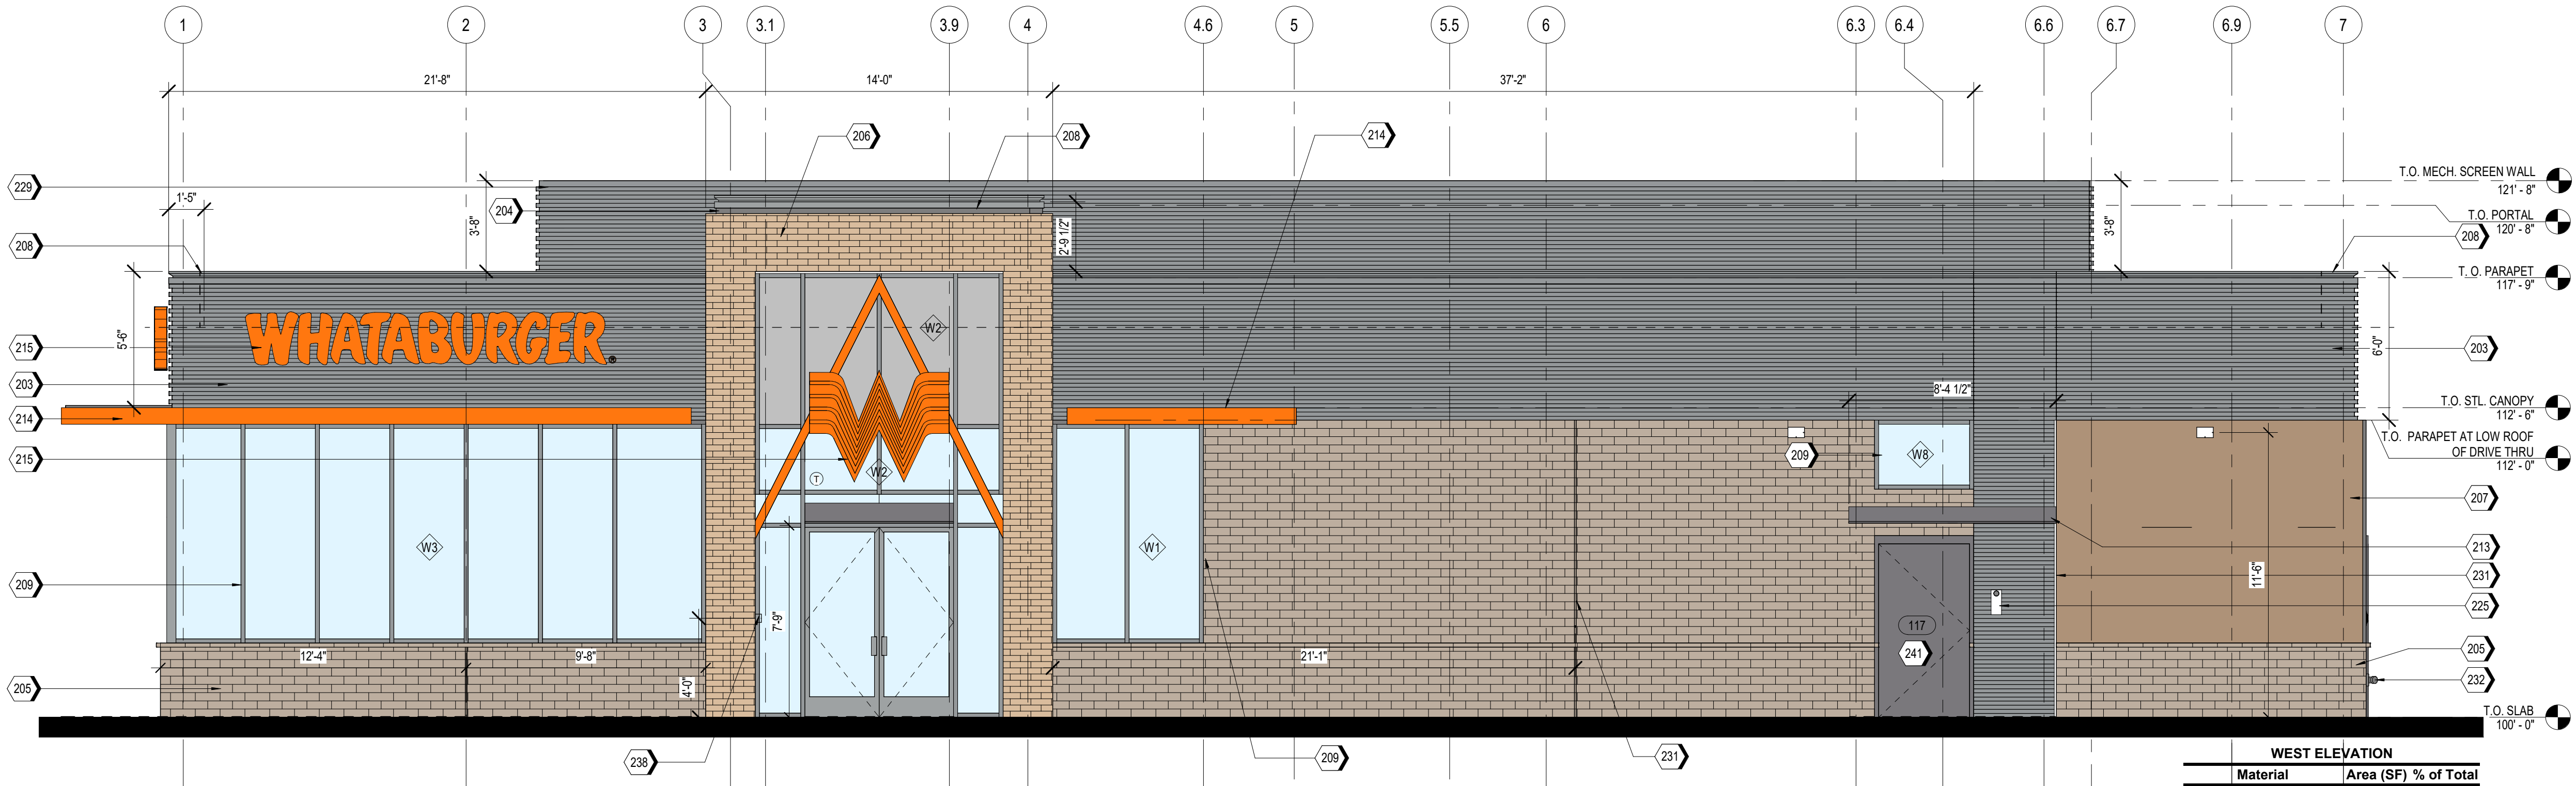 1 2 3 3.1 3.9 4 4.6 5 5.5 6 6.3 6.4 6.6 6.7 6.9 7
21'-8" 14'-0" 37'-2"
206 208 214
229
1'-5"
204
3'-8"
2'-9 1/2"
3'-8"
T.O. MECH. SCREEN WALL
121' - 8"
T.O. PORTAL
120' - 8"
208
208
T. O. PARAPET
117' - 9"
5'-6"
WHATABURGER®
W2
215
203
6'-0"
203
214
8'-4 1/2"
T.O. STL. CANOPY
112' - 6"
T.O. PARAPET AT LOW ROOF
OF DRIVE THRU
112' - 0"
215
T
W2
209
W8
207
W3
W1
213
209
7'-9"
11'-6"
231
225
117
241
12'-4" 9'-8"
21'-1"
205
4'-0"
205
232
T.O. SLAB
100' - 0"
238
209
231
WEST ELEVATION
Material Area (SF) % of Total